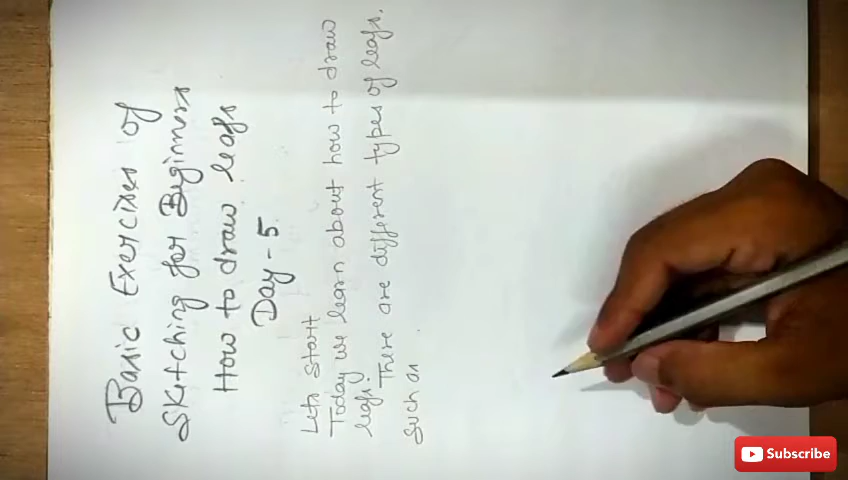 Basic Exercises of
Sketching for Beginners
How to draw leafs
Day - 5
Lets start
Today we learn about how to draw
leafs.
There are different types of leafs.
Such as
Subscribe